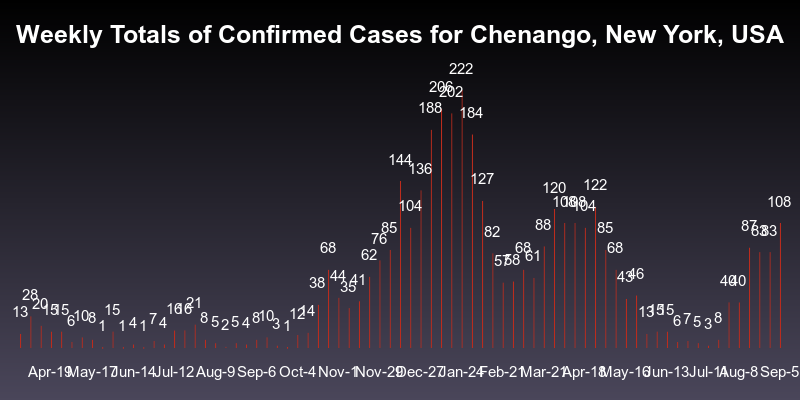 Weekly Totals of Confirmed Cases for Chenango, New York, USA
13 28 20 15 15 6 10 8 1 15 1 4 1 7 4 16 16 21 8 5 2 5 4 8 10 3 1 12 14 38 68 44 35 41 62 76 85 144 104 136 188 206 202 222 184 127 82 57 58 68 61 88 120 108 108 104 122 85 68 43 46 13 15 15 6 7 5 3 8 40 40 87 83 83 108
Apr-19 May-17 Jun-14 Jul-12 Aug-9 Sep-6 Oct-4 Nov-1 Nov-29 Dec-27 Jan-24 Feb-21 Mar-21 Apr-18 May-16 Jun-13 Jul-11 Aug-8 Sep-5